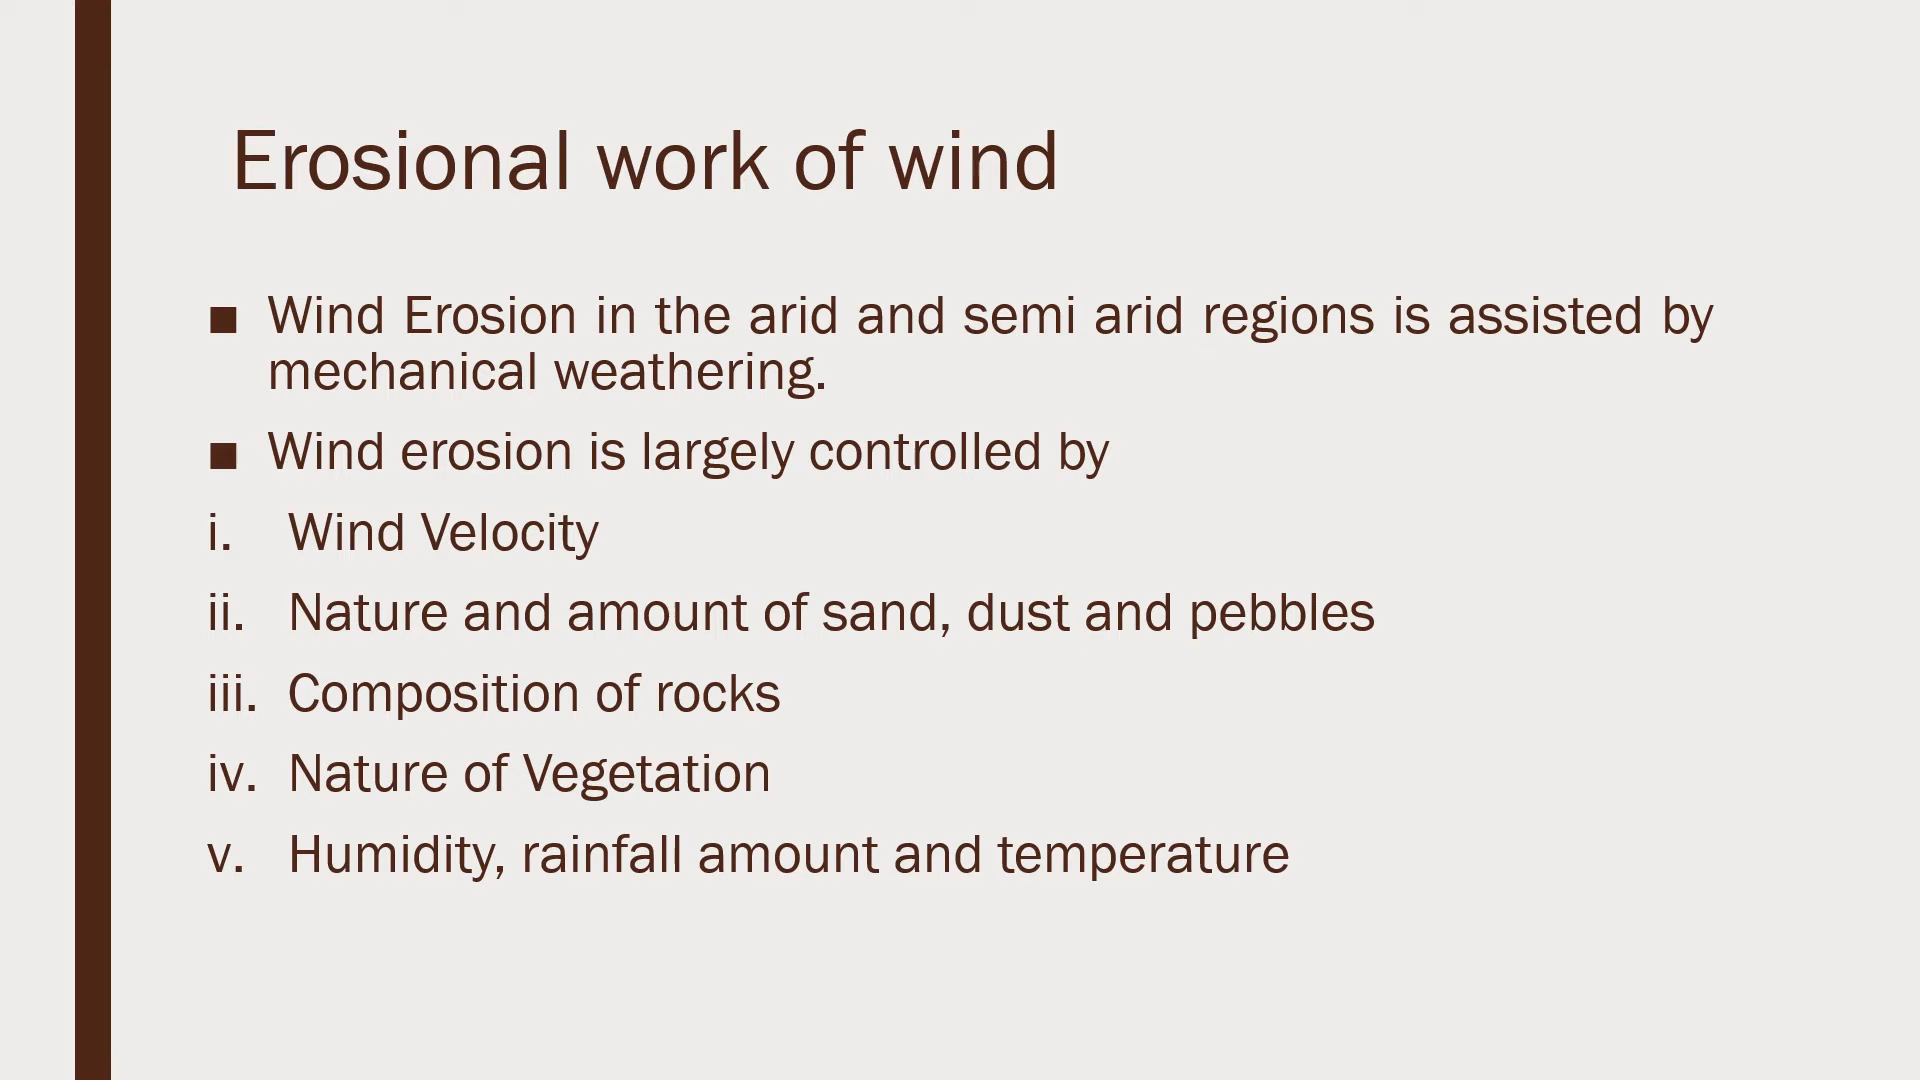 Erosional work of wind
■ Wind Erosion in the arid and semi arid regions is assisted by
mechanical weathering.
■ Wind erosion is largely controlled by
i. Wind Velocity
ii. Nature and amount of sand, dust and pebbles
iii. Composition of rocks
iv. Nature of Vegetation
v. Humidity, rainfall amount and temperature